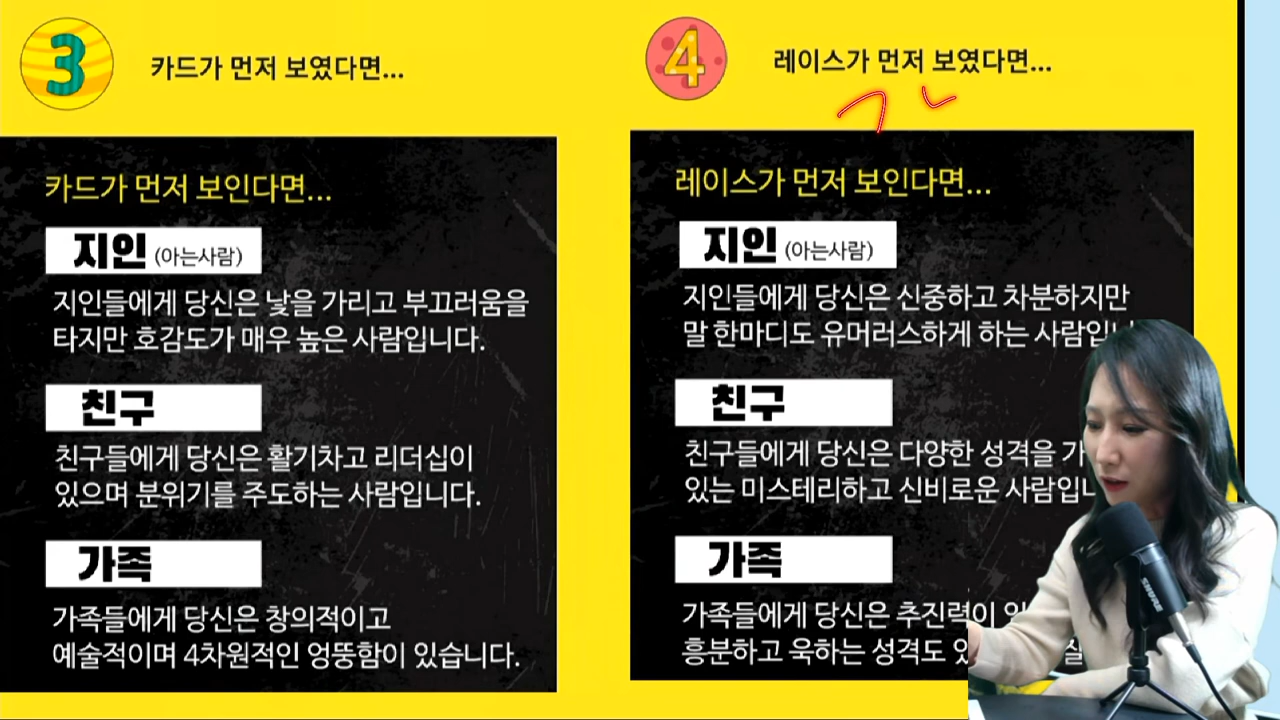 3
카드가 먼저 보였다면...
카드가 먼저 보인다면...
지인 (아는사람)
지인들에게 당신은 낯을 가리고 부끄러움을
타지만 호감도가 매우 높은 사람입니다.
친구
친구들에게 당신은 활기차고 리더십이
있으며 분위기를 주도하는 사람입니다.
가족
가족들에게 당신은 창의적이고
예술적이며 4차원적인 엉뚱함이 있습니다.
4
레이스가 먼저 보였다면...
레이스가 먼저 보인다면...
지인 (아는사람)
지인들에게 당신은 신중하고 차분하지만
말 한마디도 유머러스하게 하는
친구
친구들에게 당신은 다양한 성격을
있는 미스테리하고 신비로운
가족
가족들에게 당신은 추진력이
흥분하고 욱하는 성격도
SHURE